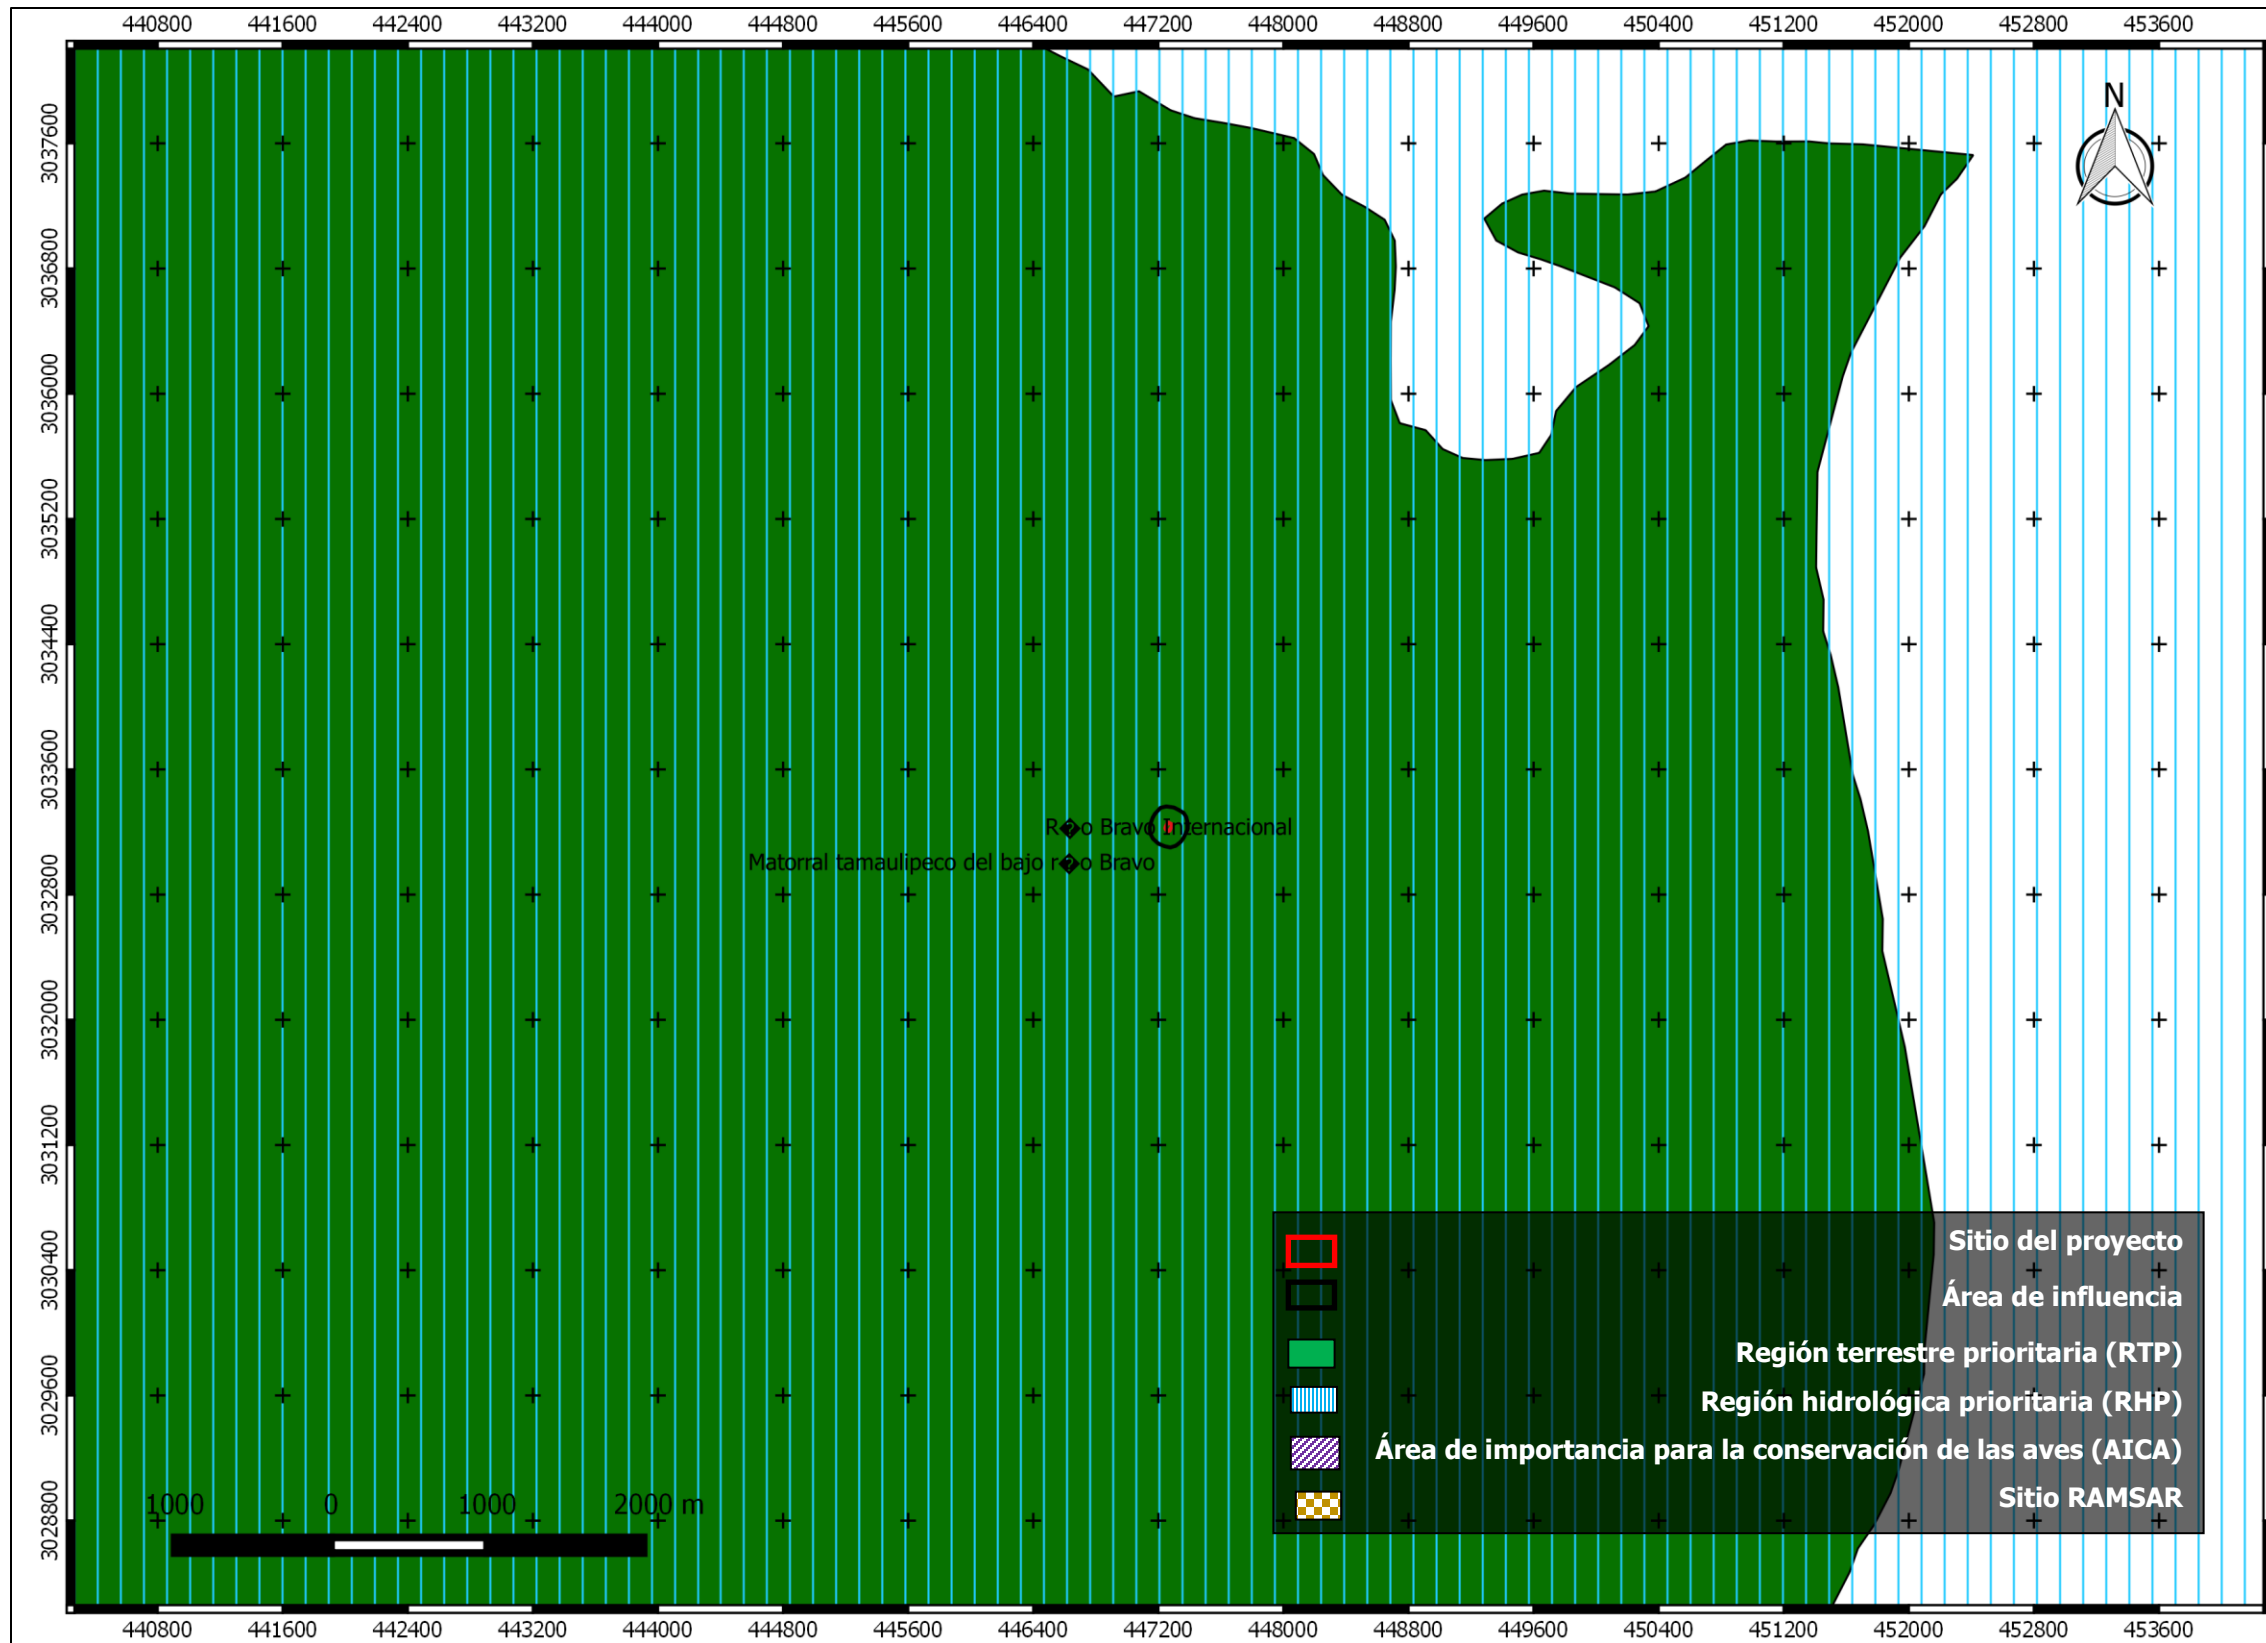 440800 441600 442400 443200 444000 444800 445600 446400 447200 448000 448800 449600 450400 451200 452000 452800 453600
N
3037600
3036800
3036000
3035200
3034400
3033600
3032800
3032000
3031200
3030400
3029600
3028800
R�o Bravo Internacional
Matorral tamaulipeco del bajo r�o Bravo
Sitio del proyecto
Área de influencia
Región terrestre prioritaria (RTP)
Región hidrológica prioritaria (RHP)
Área de importancia para la conservación de las aves (AICA)
Sitio RAMSAR
1000 0 1000 2000 m
440800 441600 442400 443200 444000 444800 445600 446400 447200 448000 448800 449600 450400 451200 452000 452800 453600